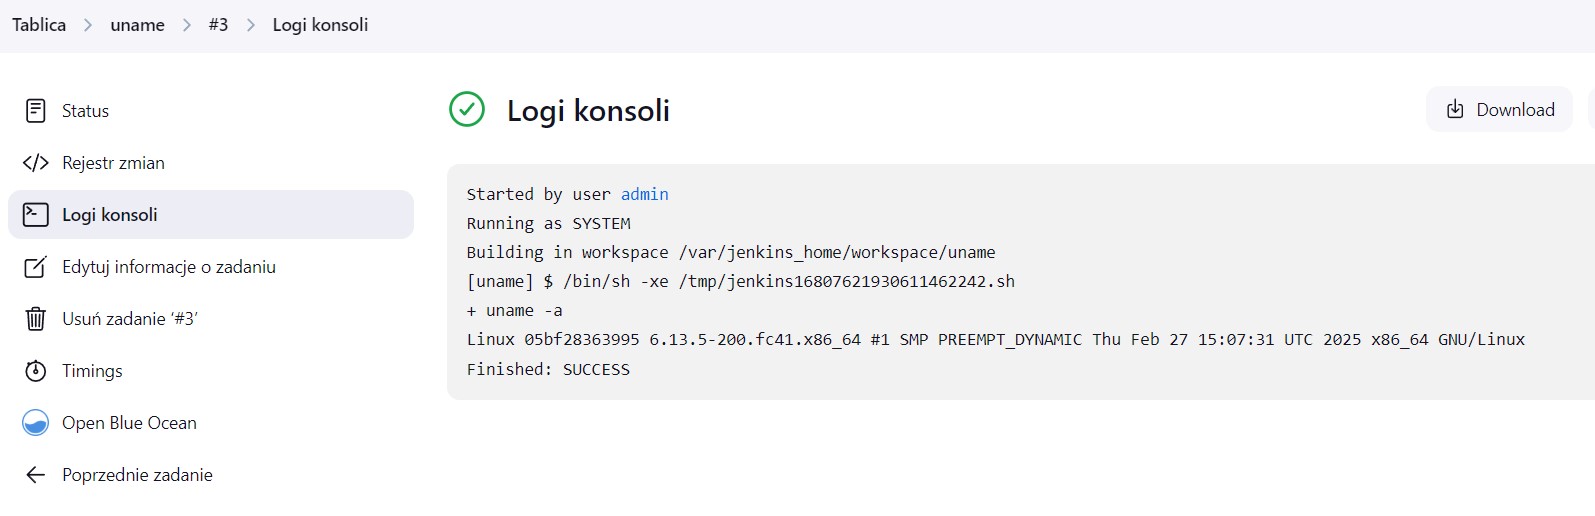 Tablica > uname > #3 > Logi konsoli
Status
Rejestr zmian
Logi konsoli
Edytuj informacje o zadaniu
Usuń zadanie ‘#3’
Timings
Open Blue Ocean
Poprzednie zadanie
Logi konsoli
Download
Started by user admin
Running as SYSTEM
Building in workspace /var/jenkins_home/workspace/uname
[uname] $ /bin/sh -xe /tmp/jenkins16807621930611462242.sh
+ uname -a
Linux 05bf28363995 6.13.5-200.fc41.x86_64 #1 SMP PREEMPT_DYNAMIC Thu Feb 27 15:07:31 UTC 2025 x86_64 GNU/Linux
Finished: SUCCESS